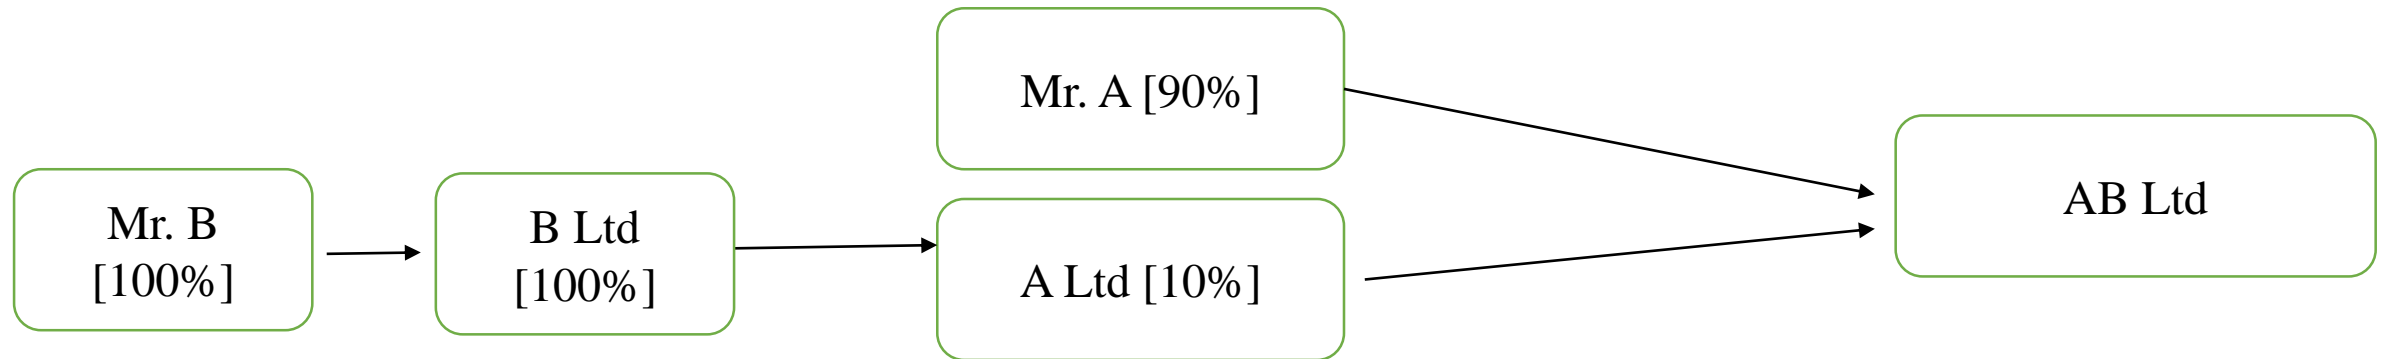 Mr. B
[100%]
B Ltd
[100%]
Mr. A [90%]
A Ltd [10%]
AB Ltd